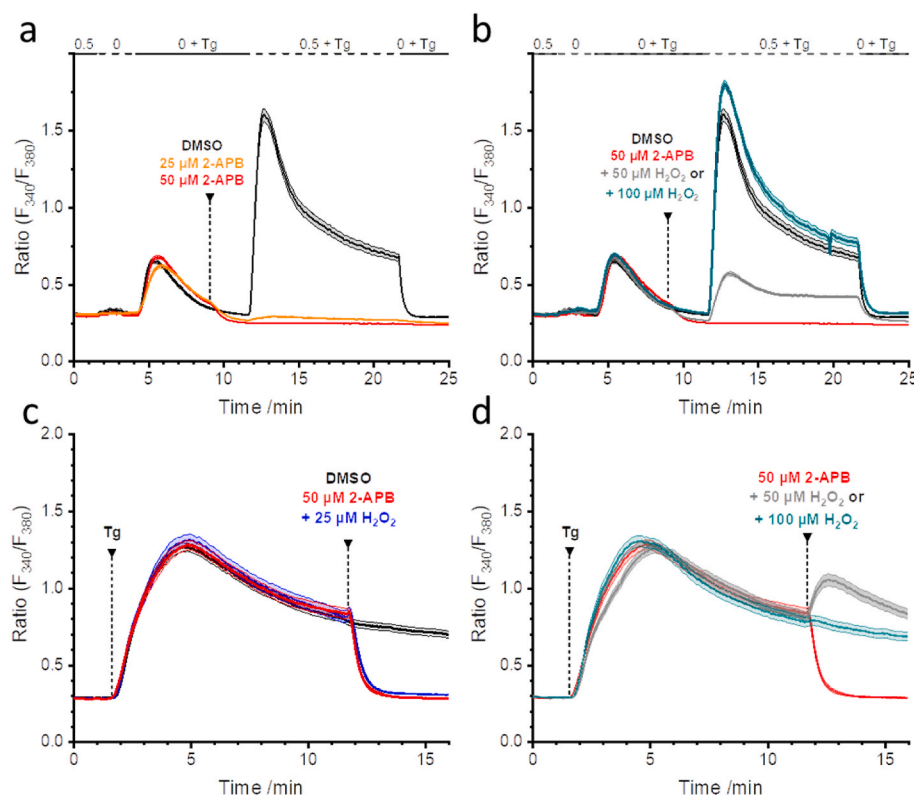 a
0.5 0 0 + Tg 0.5 + Tg 0 + Tg
Ratio (F340/F380)
1.5
1.0
0.5
0.0
DMSO
25 µM 2-APB
50 µM 2-APB
0 5 10 15 20 25
Time /min
b
0.5 0 0 + Tg 0.5 + Tg 0 + Tg
Ratio (F340/F380)
1.5
1.0
0.5
0.0
DMSO
50 µM 2-APB
+ 50 µM H2O2 or
+ 100 µM H2O2
0 5 10 15 20 25
Time /min
c
Ratio (F340/F380)
2.0
1.5
1.0
0.5
0.0
Tg
DMSO
50 µM 2-APB
+ 25 µM H2O2
0 5 10 15
Time /min
d
Ratio (F340/F380)
2.0
1.5
1.0
0.5
0.0
Tg
50 µM 2-APB
+ 50 µM H2O2 or
+ 100 µM H2O2
0 5 10 15
Time /min